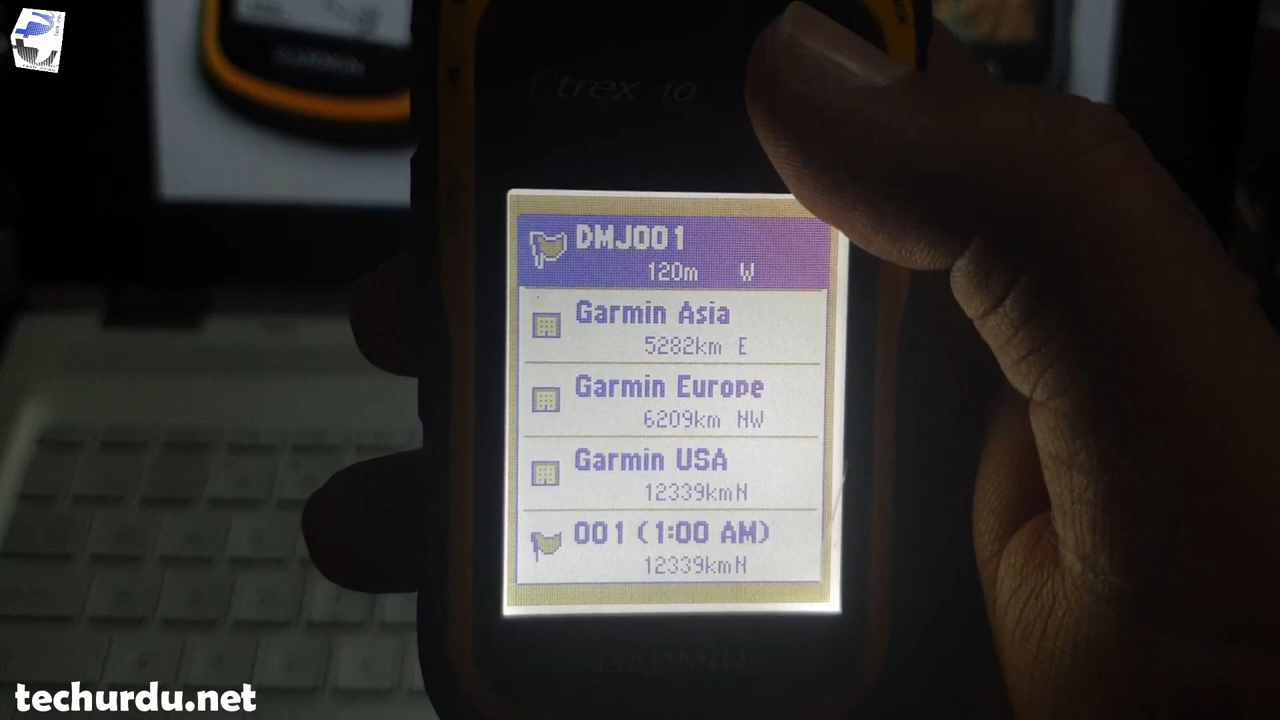 etrex 10
DMJ001
120m W
Garmin Asia
5282km E
Garmin Europe
6209km NW
Garmin USA
12339km N
001 (1:00 AM)
12339km N
GARMIN
techurdu.net